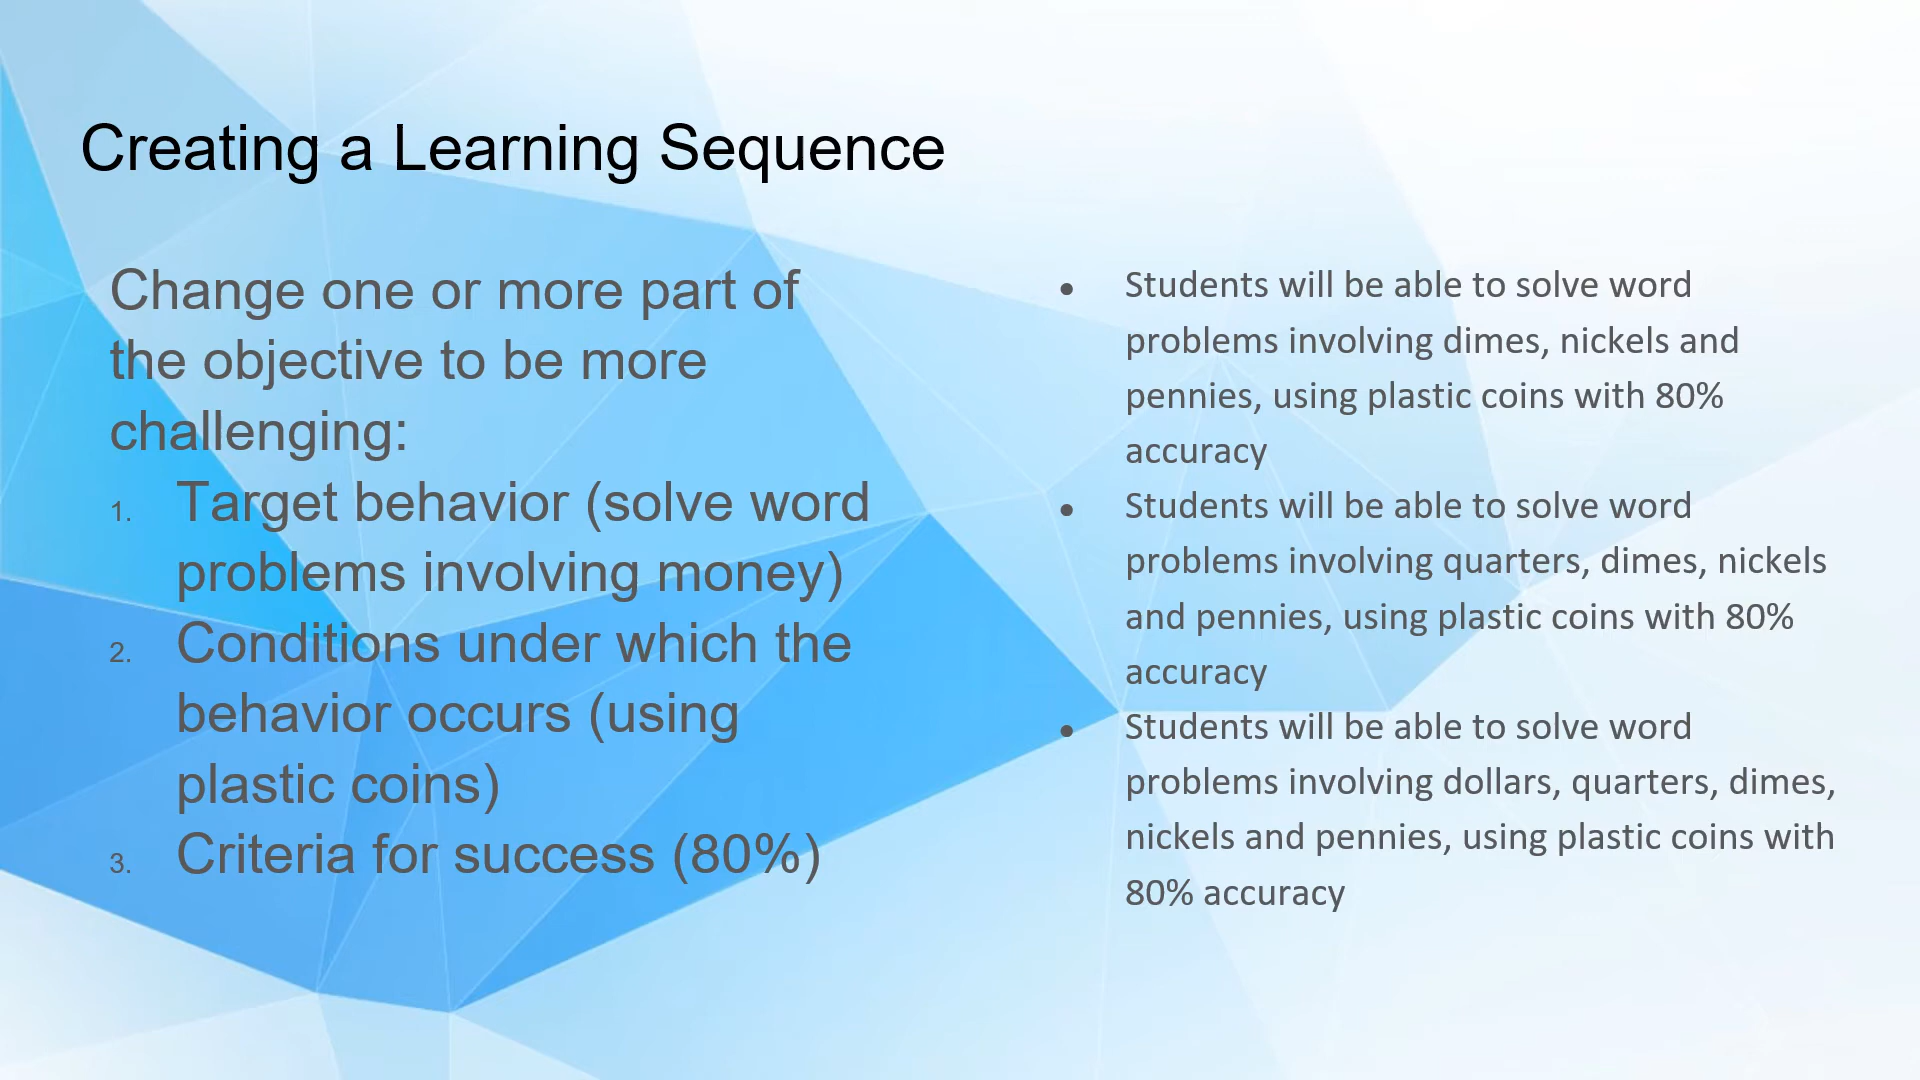 Creating a Learning Sequence
Change one or more part of
the objective to be more
challenging:
1. Target behavior (solve word
problems involving money)
2. Conditions under which the
behavior occurs (using
plastic coins)
3. Criteria for success (80%)
• Students will be able to solve word
problems involving dimes, nickels and
pennies, using plastic coins with 80%
accuracy
• Students will be able to solve word
problems involving quarters, dimes, nickels
and pennies, using plastic coins with 80%
accuracy
• Students will be able to solve word
problems involving dollars, quarters, dimes,
nickels and pennies, using plastic coins with
80% accuracy